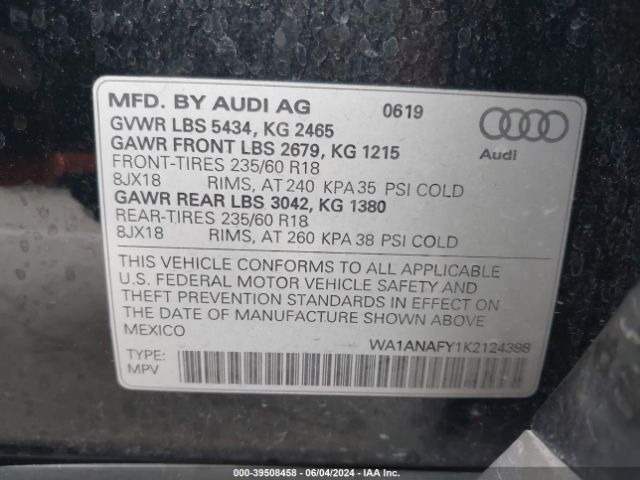 MFD. BY AUDI AG 0619
GVWR LBS 5434, KG 2465
GAWR FRONT LBS 2679, KG 1215
FRONT-TIRES 235/60 R18
8JX18 RIMS, AT 240 KPA 35 PSI COLD
GAWR REAR LBS 3042, KG 1380
REAR-TIRES 235/60 R18
8JX18 RIMS, AT 260 KPA 38 PSI COLD
Audi
THIS VEHICLE CONFORMS TO ALL APPLICABLE
U.S. FEDERAL MOTOR VEHICLE SAFETY AND
THEFT PREVENTION STANDARDS IN EFFECT ON
THE DATE OF MANUFACTURE SHOWN ABOVE.
MEXICO
WA1ANAFY1K2124398
TYPE:
MPV
000-39508458 - 06/04/2024 - IAA Inc.